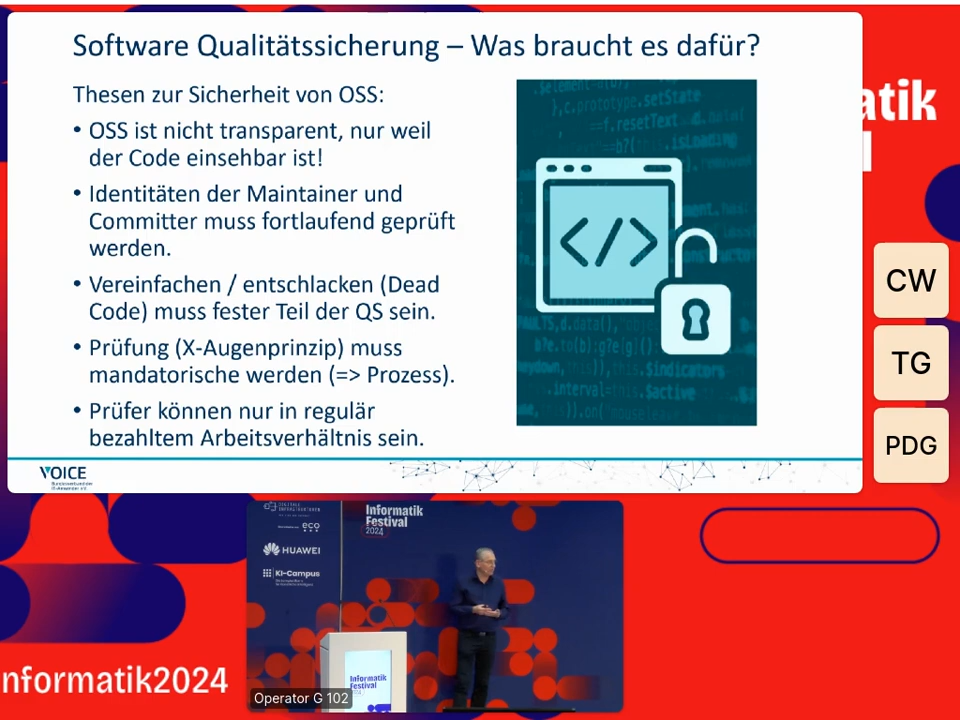 Software Qualitätssicherung – Was braucht es dafür?
Thesen zur Sicherheit von OSS:
• OSS ist nicht transparent, nur weil
der Code einsehbar ist!
• Identitäten der Maintainer und
Committer muss fortlaufend geprüft
werden.
• Vereinfachen / entschlacken (Dead
Code) muss fester Teil der QS sein.
• Prüfung (X-Augenprinzip) muss
mandatorische werden (=> Prozess).
• Prüfer können nur in regulär
bezahltem Arbeitsverhältnis sein.
},c.prototype.setState
==f.resetText
</>
VOICE
atik
CW
TG
PDG
eco
HUAWEI
KI-Campus
Informatik
Festival
2024
Informatik
Festival
Operator G 102
nformatik2024